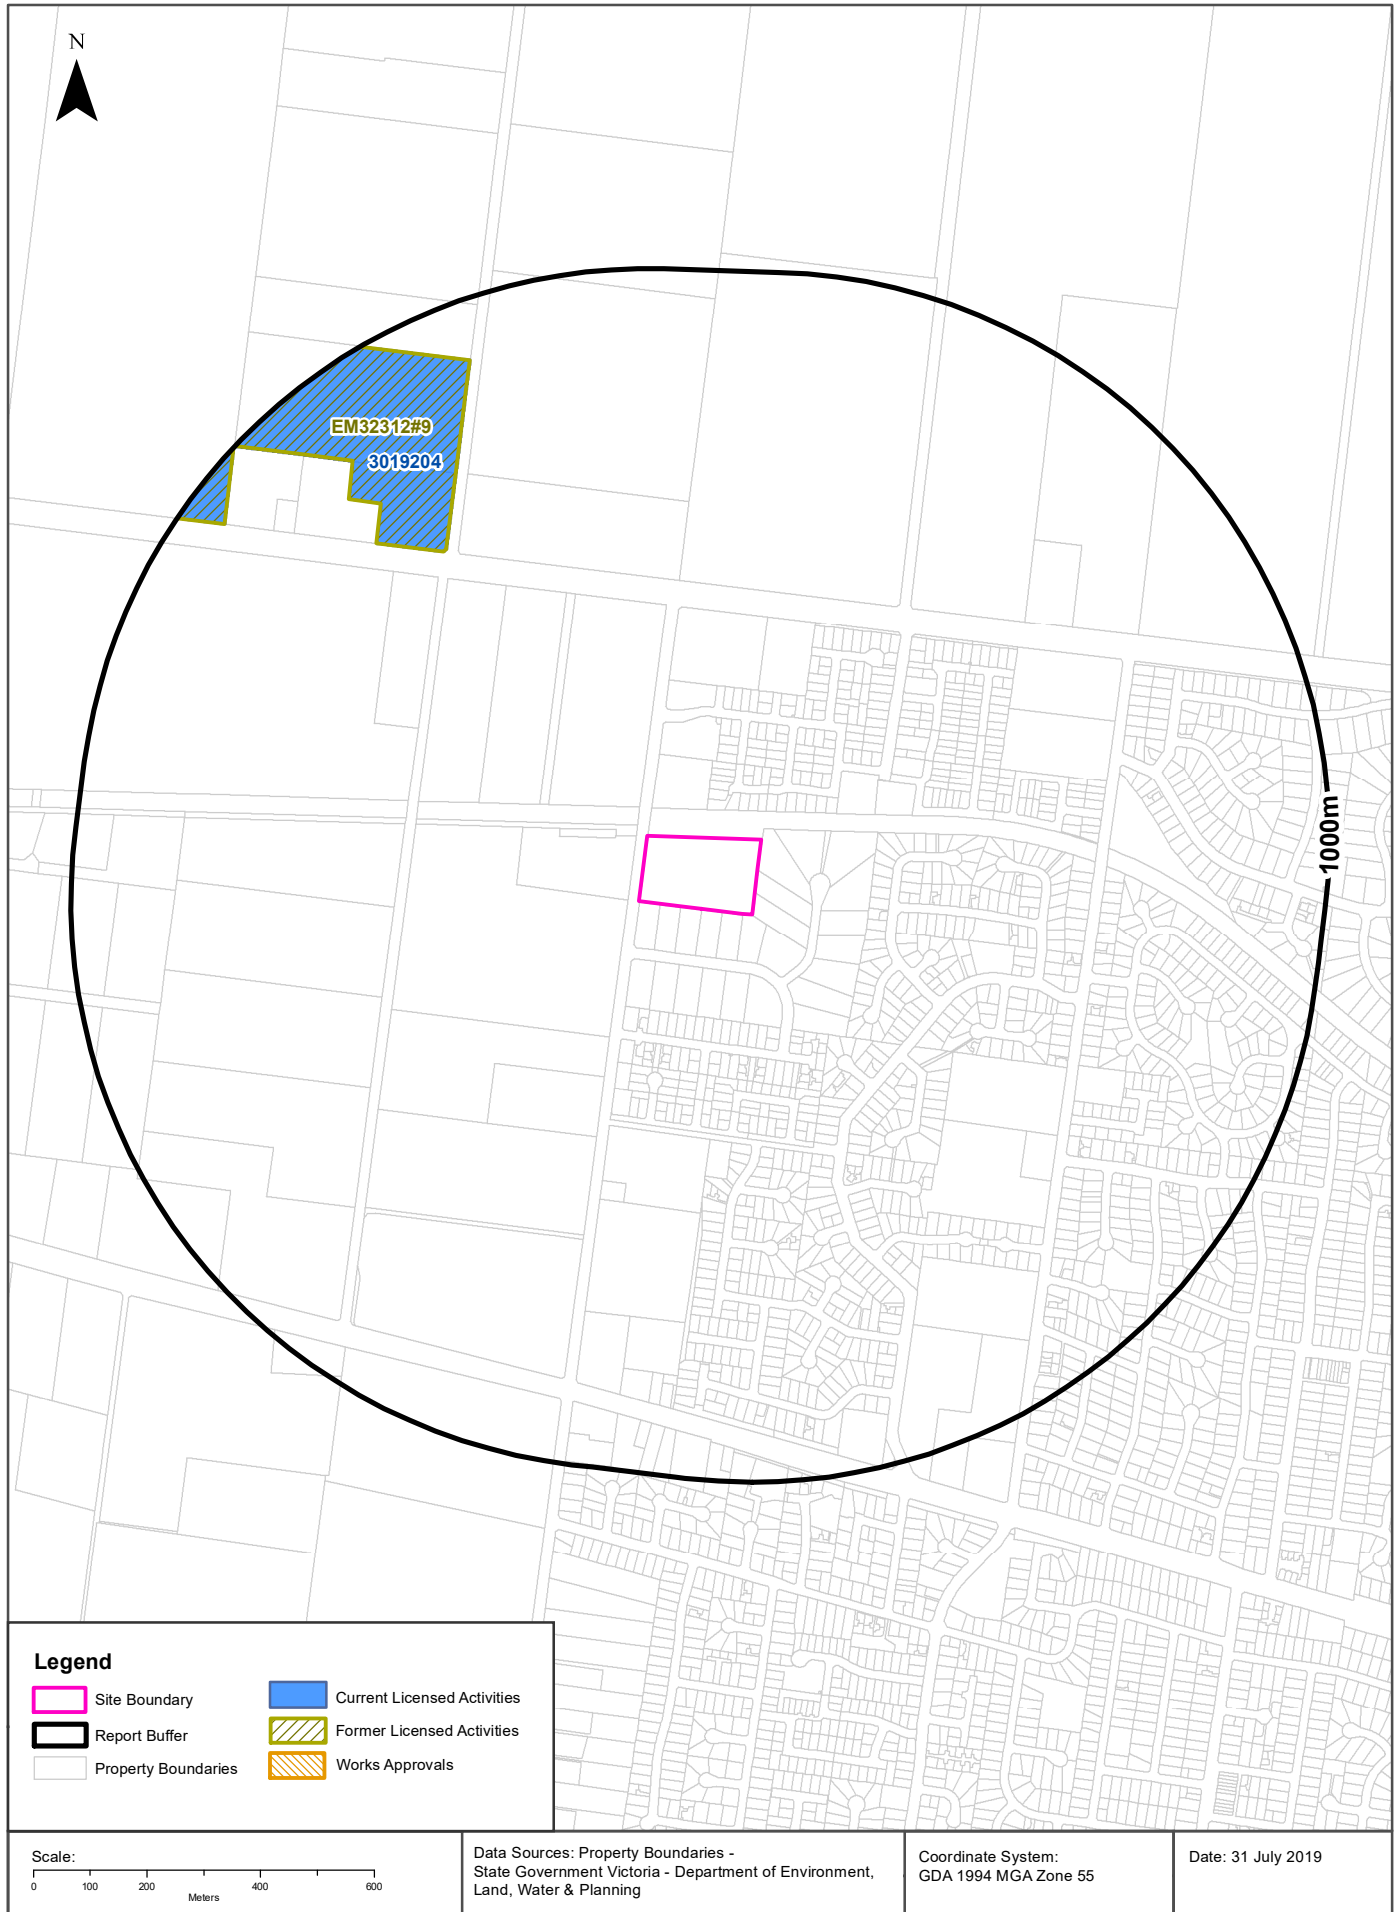 N
EM32312#9
3019204
1000m
Legend
Site Boundary
Report Buffer
Property Boundaries
Current Licensed Activities
Former Licensed Activities
Works Approvals
Scale:
0 100 200 400 600
Meters
Data Sources: Property Boundaries -
State Government Victoria - Department of Environment,
Land, Water & Planning
Coordinate System:
GDA 1994 MGA Zone 55
Date: 31 July 2019